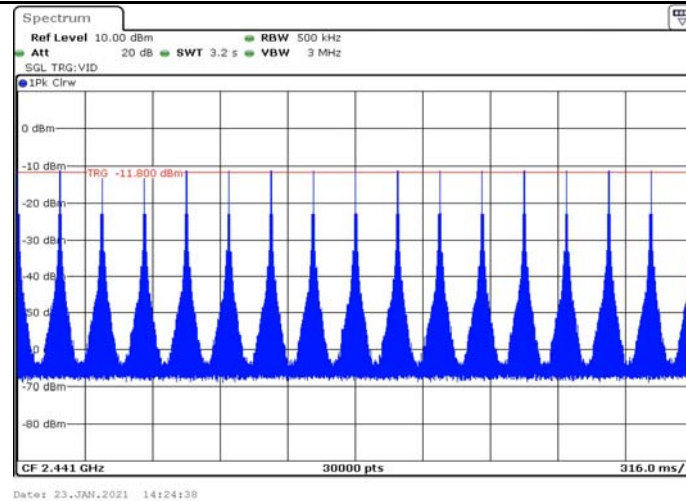 Spectrum
Ref Level 10.00 dBm RBW 500 kHz
Att 20 dB SWT 3.2 s VBW 3 MHz
SGL TRG:VID
1Pk Clrw
0 dBm
-10 dBm
TRG -11.800 dBm
-20 dBm
-30 dBm
-40 dBm
-70 dBm
-80 dBm
CF 2.441 GHz 30000 pts 316.0 ms/
Date: 23.JAN.2021 14:24:38